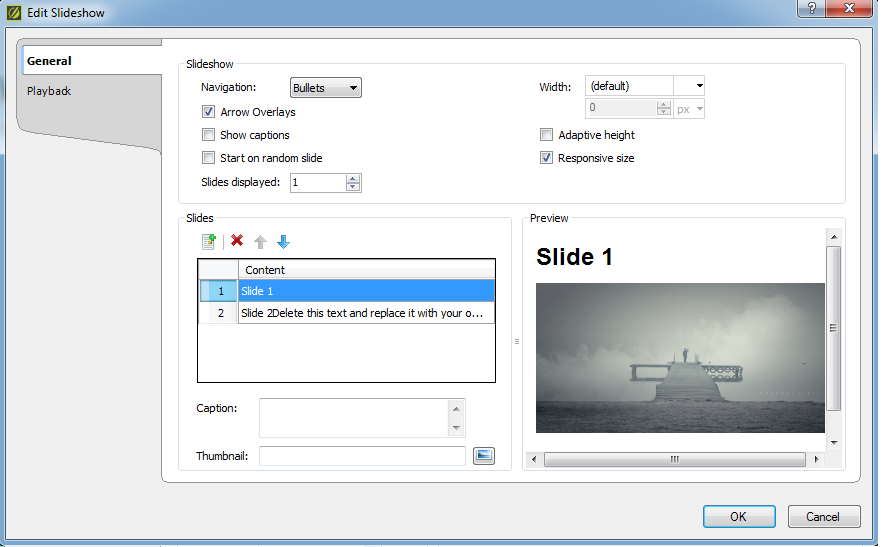 Edit Slideshow
?
General
Playback
Slideshow
Navigation: Bullets
Width: (default)
0 px
Arrow Overlays
Show captions
Adaptive height
Start on random slide
Responsive size
Slides displayed: 1
Slides
Preview
Content
1 Slide 1
2 Slide 2Delete this text and replace it with your o...
Slide 1
Caption:
Thumbnail:
OK Cancel